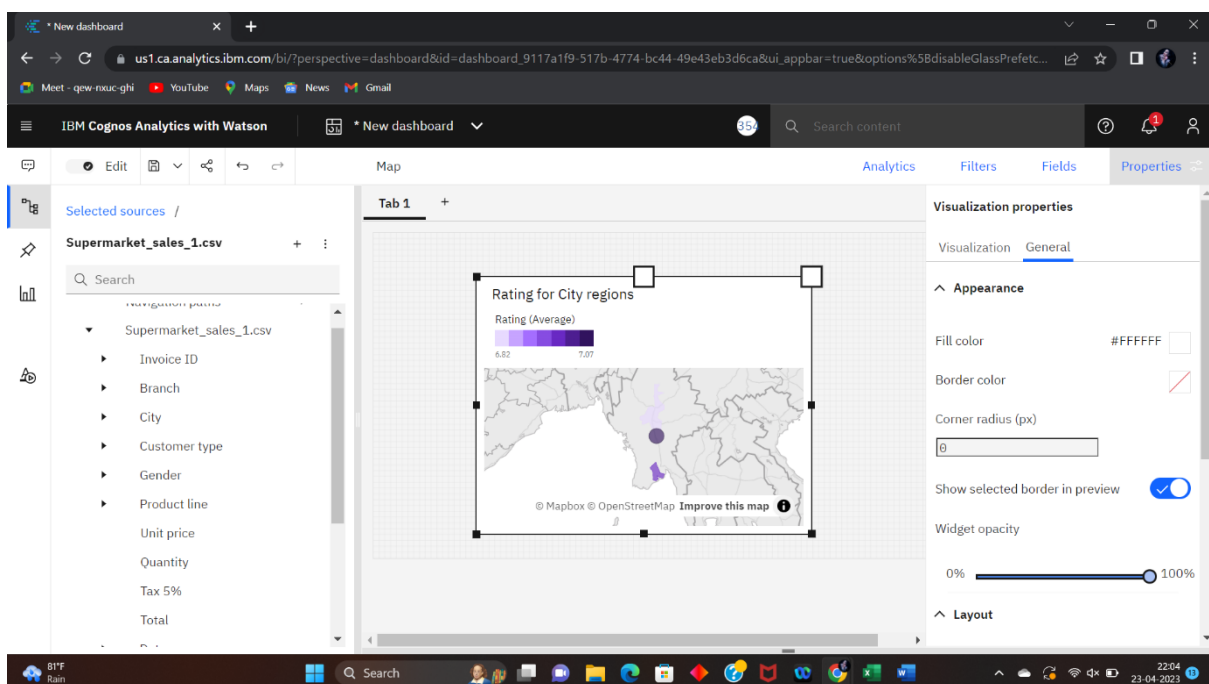 * New dashboard
us1.ca.analytics.ibm.com/bi/?perspective=dashboard&id=dashboard_9117a1f9-517b-4774-bc44-49e43eb3d6ca&ui_appbar=true&options%5BdisableGlassPrefetc...
Meet - qew-nxuc-ghi YouTube Maps News Gmail
IBM Cognos Analytics with Watson * New dashboard 354 Search content 1
Edit Map Analytics Filters Fields Properties
Selected sources /
Supermarket_sales_1.csv
Search
Navigation paths
Supermarket_sales_1.csv
Invoice ID
Branch
City
Customer type
Gender
Product line
Unit price
Quantity
Tax 5%
Total
Tab 1 +
Rating for City regions
Rating (Average)
6.82 7.07
© Mapbox © OpenStreetMap Improve this map
Visualization properties
Visualization General
Appearance
Fill color #FFFFFF
Border color
Corner radius (px)
0
Show selected border in preview
Widget opacity
0% 100%
Layout
81°F
Rain
Search
22:04
23-04-2023